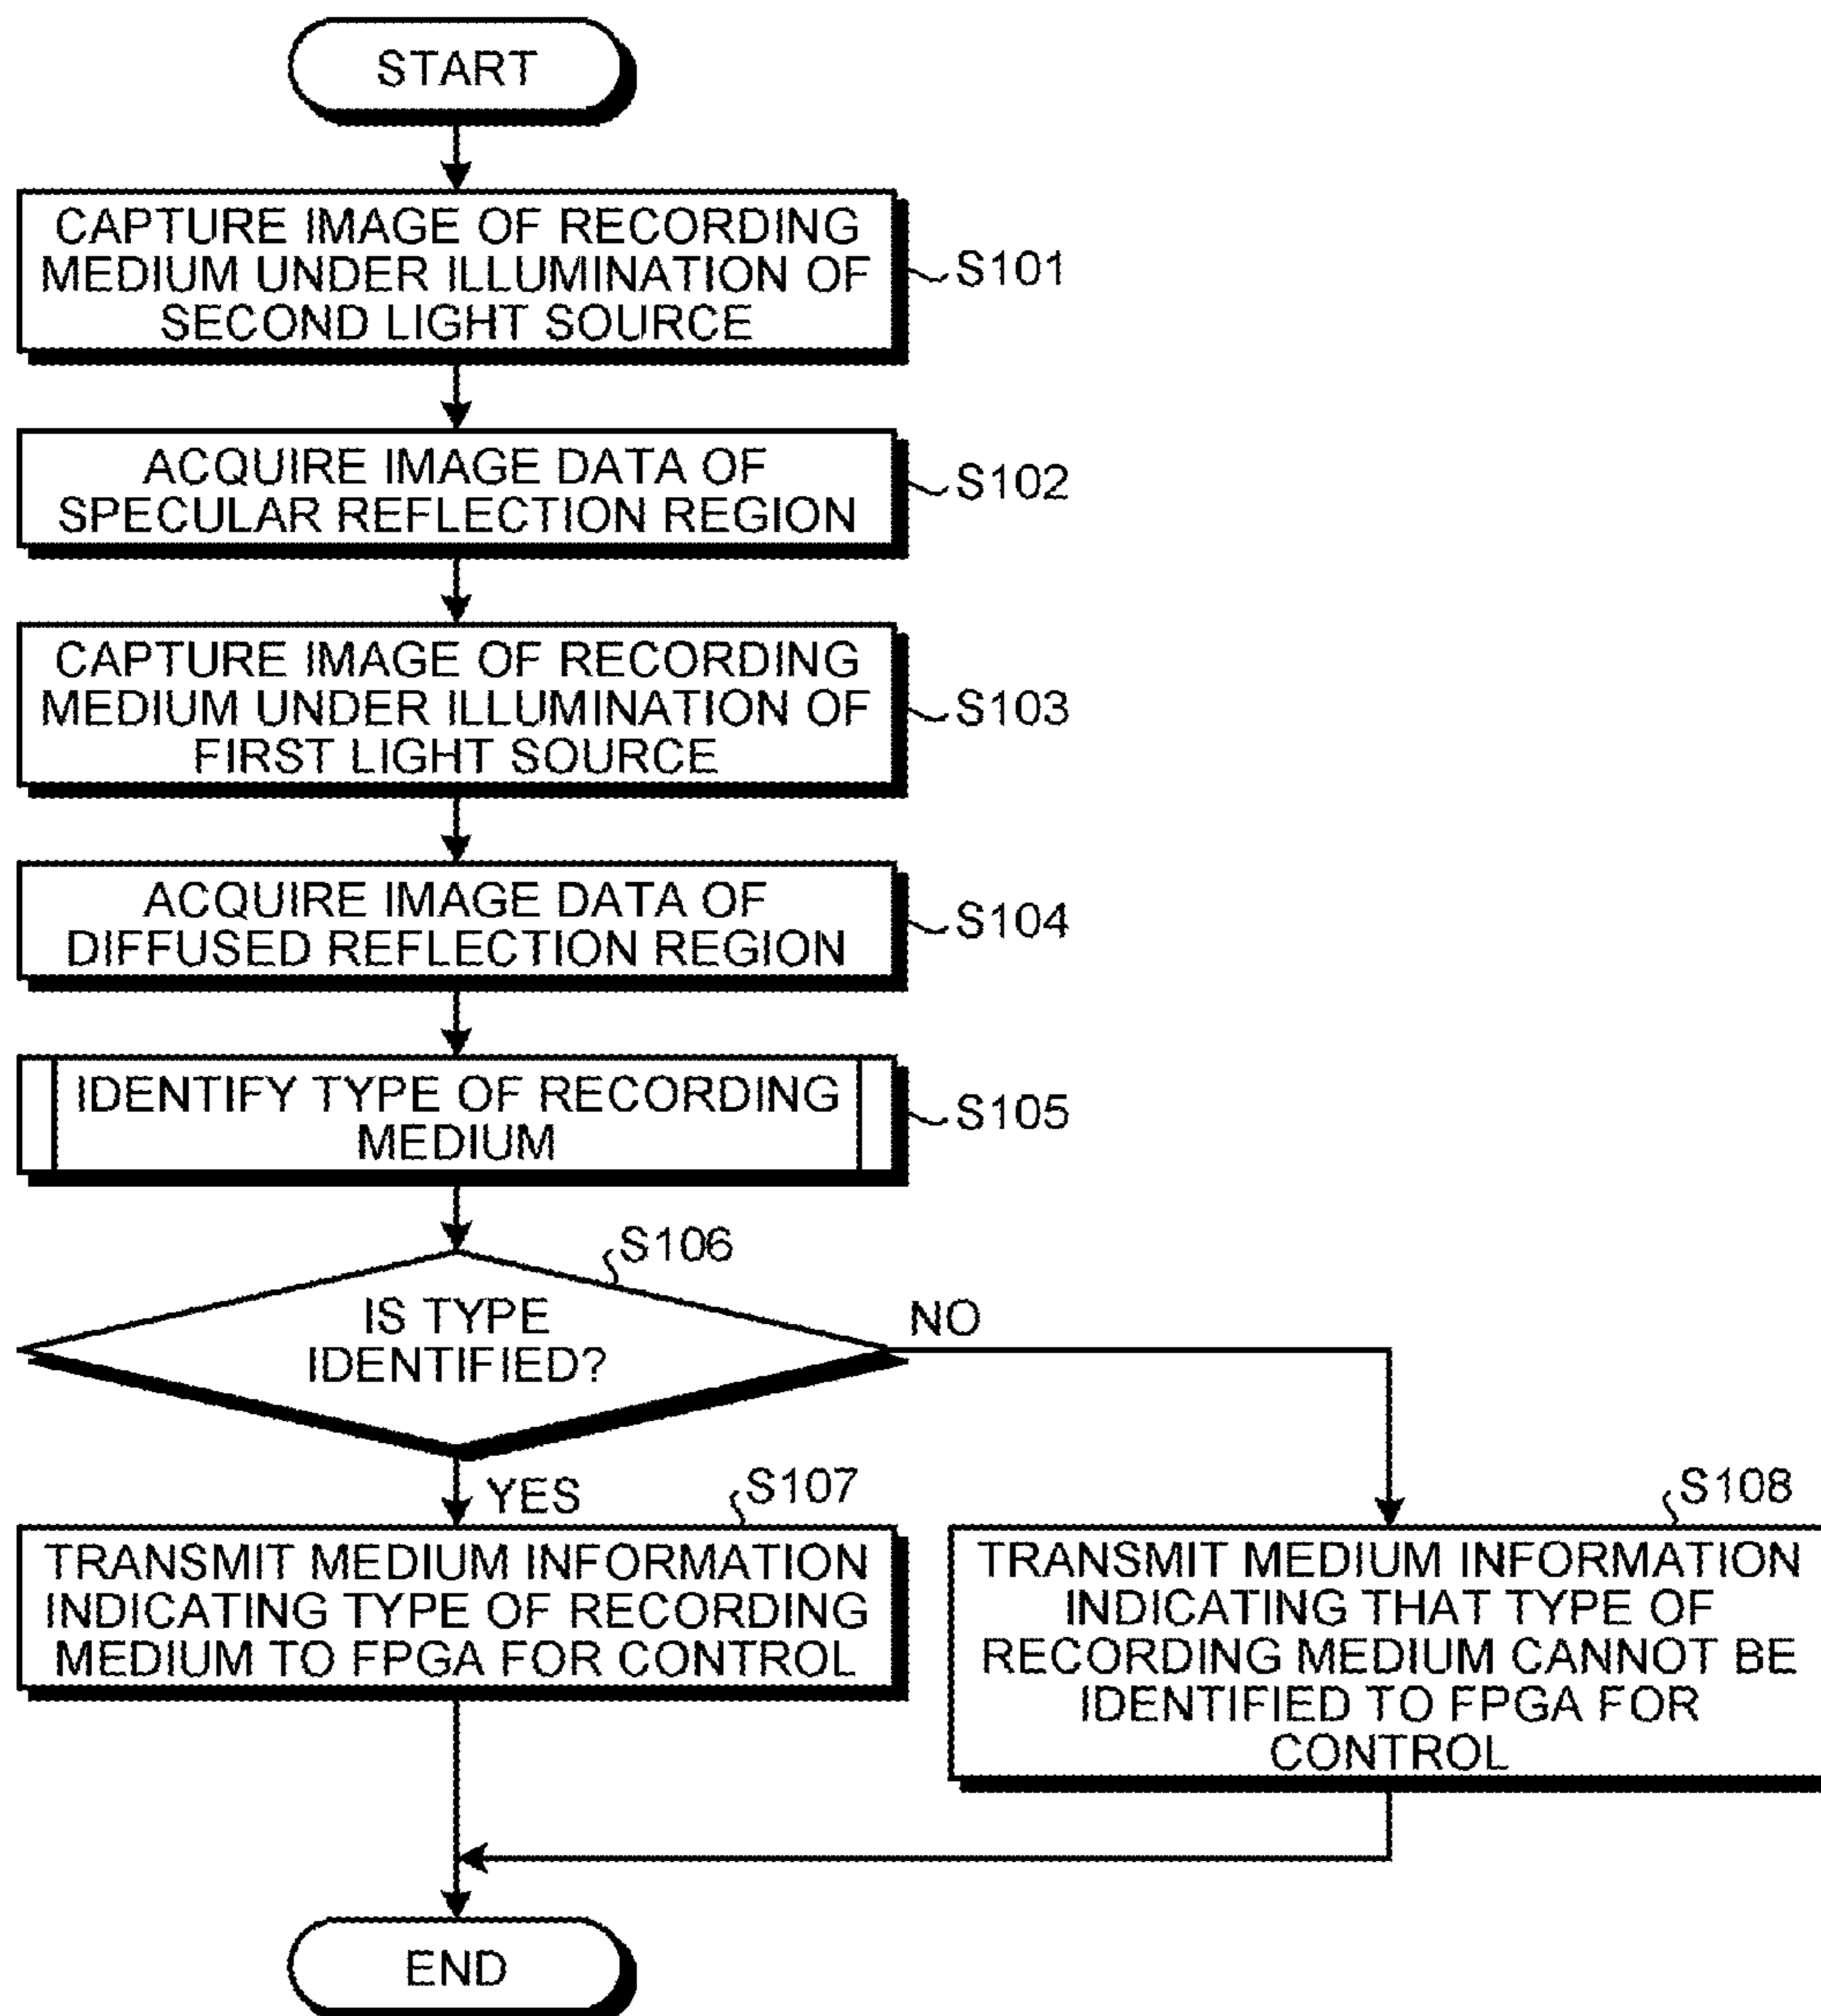 START
CAPTURE IMAGE OF RECORDING
MEDIUM UNDER ILLUMINATION OF
SECOND LIGHT SOURCE
S101
ACQUIRE IMAGE DATA OF
SPECULAR REFLECTION REGION
S102
CAPTURE IMAGE OF RECORDING
MEDIUM UNDER ILLUMINATION OF
FIRST LIGHT SOURCE
S103
ACQUIRE IMAGE DATA OF
DIFFUSED REFLECTION REGION
S104
IDENTIFY TYPE OF RECORDING
MEDIUM
S105
S106
IS TYPE
IDENTIFIED?
NO
YES
S107
TRANSMIT MEDIUM INFORMATION
INDICATING TYPE OF RECORDING
MEDIUM TO FPGA FOR CONTROL
S108
TRANSMIT MEDIUM INFORMATION
INDICATING THAT TYPE OF
RECORDING MEDIUM CANNOT BE
IDENTIFIED TO FPGA FOR
CONTROL
END